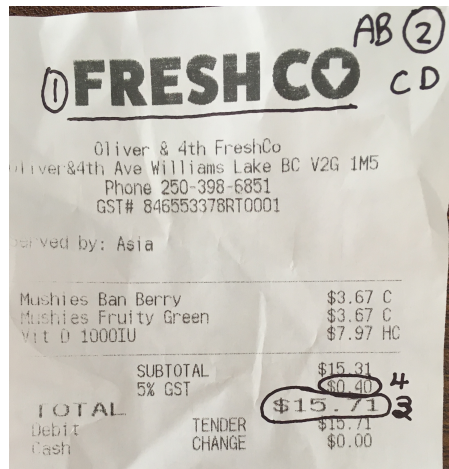 AB ②
① FRESHCO CD
Oliver & 4th FreshCo
Oliver&4th Ave Williams Lake BC V2G 1M5
Phone 250-398-6851
GST# 846553378RT0001
erved by: Asia
Mushies Ban Berry $3.67 C
Mushies Fruity Green $3.67 C
Vit D 1000IU $7.97 HC
SUBTOTAL $15.31
5% GST $0.40 4
TOTAL $15.71 3
Debit TENDER $15.71
Cash CHANGE $0.00